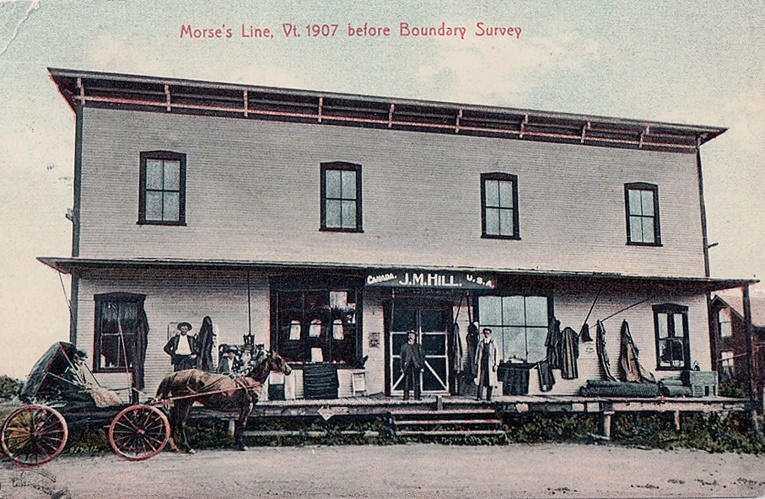 Morse's Line, Vt. 1907 before Boundary Survey
CANADA. J.M. HILL. U.S.A.